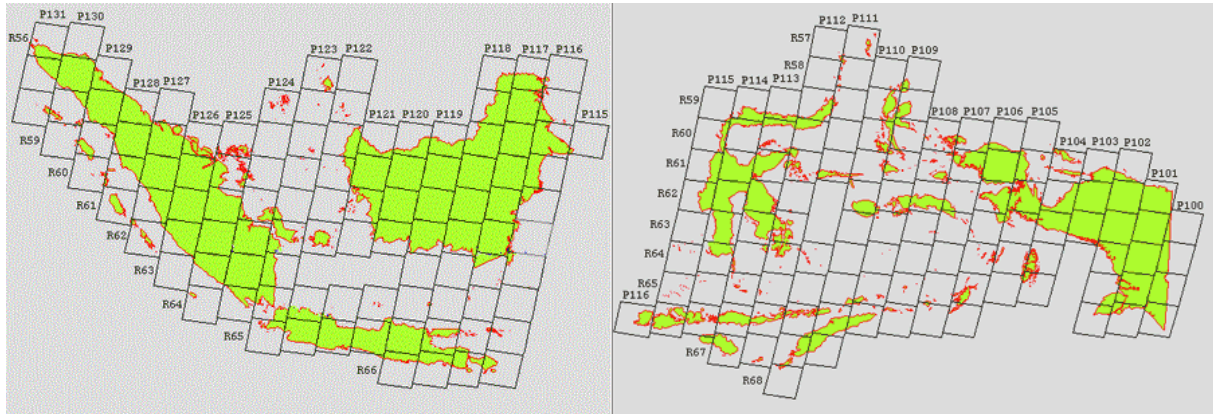 P131 P130
R56
P129
P128 P127
P126 P125
P124
P123 P122
P121 P120 P119
P118 P117 P116
P115
R59
R60
R61
R62
R63
R64
R65
R66
P112 P111
R57
R58
P110 P109
P115 P114 P113
R59
P108 P107 P106 P105
R60
P104 P103 P102
R61
P101
R62
P100
R63
R64
R65
P116
R67
R68